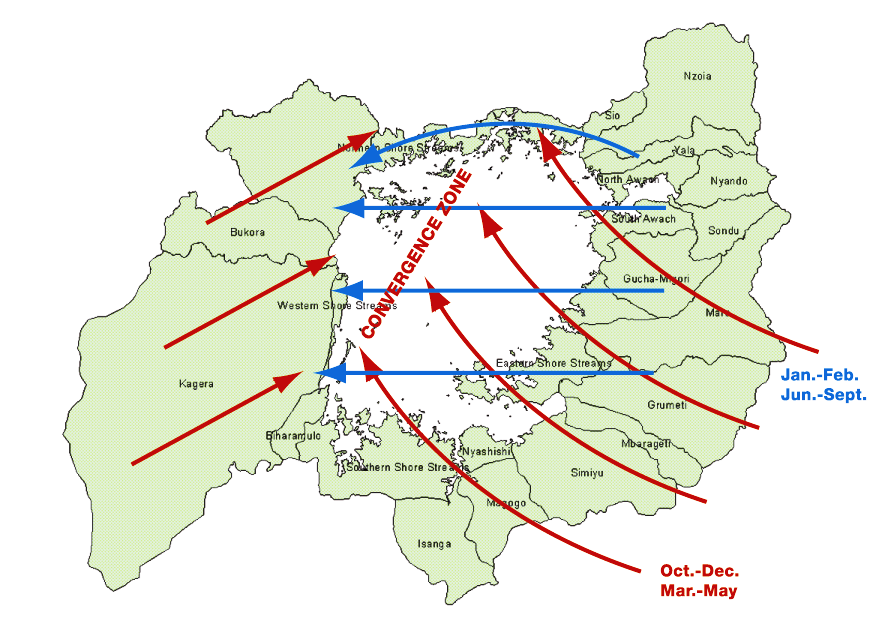 Nzoia
Sio
Northern Shore Streams
Yala
North Awach
Nyando
South Awach
Bukora
Sondu
CONVERGENCE ZONE
Gucha-Migori
Western Shore Streams
Mara
Eastern Shore Streams
Jan.-Feb.
Jun.-Sept.
Kagera
Grumeti
Biharamulo
Mbarageti
Nyashishi
Southern Shore Streams
Simiyu
Magogo
Isanga
Oct.-Dec.
Mar.-May